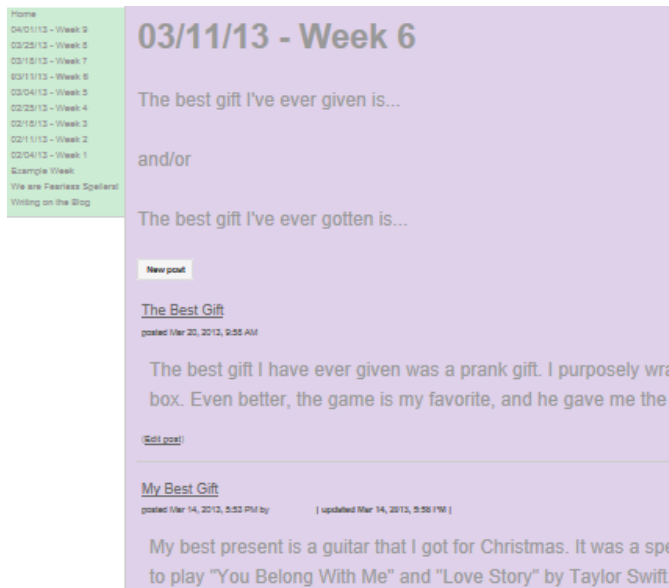 Home
04/01/13 - Week 9
03/25/13 - Week 8
03/18/13 - Week 7
03/11/13 - Week 6
03/04/13 - Week 5
02/25/13 - Week 4
02/18/13 - Week 3
02/11/13 - Week 2
02/04/13 - Week 1
Example Week
We are Fearless Spellers!
Writing on the Blog
03/11/13 - Week 6
The best gift I've ever given is...
and/or
The best gift I've ever gotten is...
New post
The Best Gift
posted Mar 20, 2013, 9:58 AM
The best gift I have ever given was a prank gift. I purposely wra
box. Even better, the game is my favorite, and he gave me the
(Edit post)
My Best Gift
posted Mar 14, 2013, 5:53 PM by [ updated Mar 14, 2013, 5:58 PM ]
My best present is a guitar that I got for Christmas. It was a spe
to play "You Belong With Me" and "Love Story" by Taylor Swift